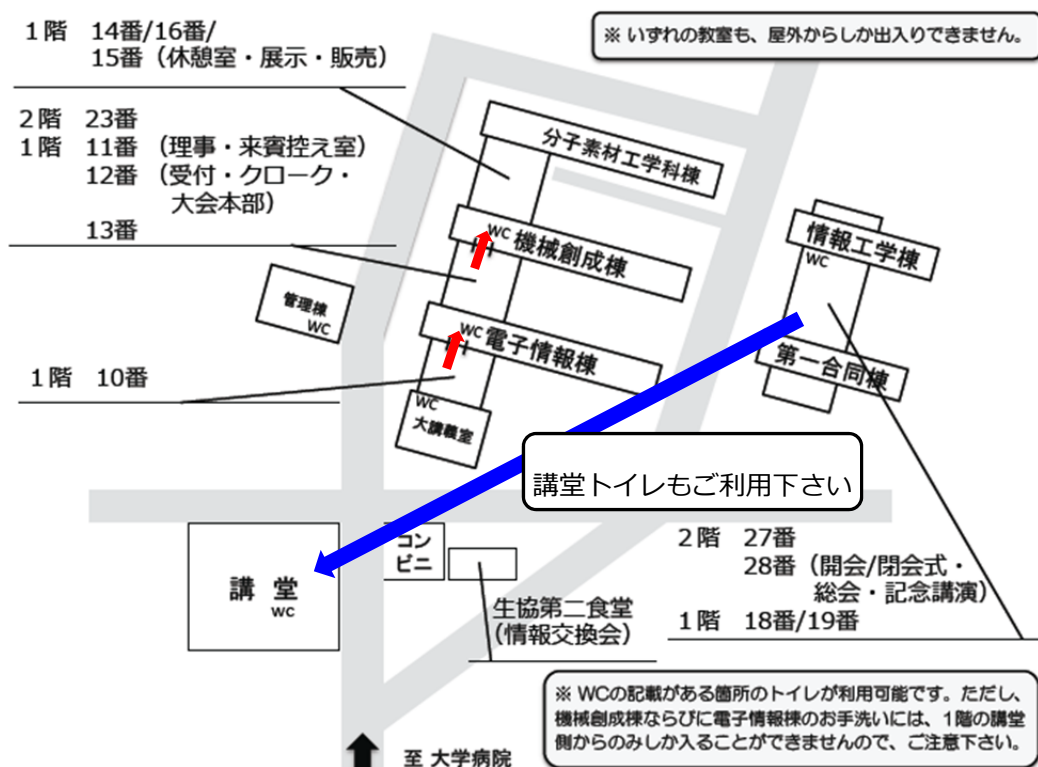 1階 14番/16番/
15番（休憩室・展示・販売）
※ いずれの教室も、屋外からしか出入りできません。
2階 23番
1階 11番（理事・来賓控え室）
12番（受付・クローク・
大会本部）
13番
分子素材工学科棟
WC 機械創成棟
情報工学棟
WC
管理棟
WC
WC 電子情報棟
第一合同棟
1階 10番
WC
大講義室
講堂トイレもご利用下さい
講 堂
WC
コン
ビニ
生協第二食堂
（情報交換会）
2階 27番
28番（開会/閉会式・
総会・記念講演）
1階 18番/19番
※ WCの記載がある箇所のトイレが利用可能です。ただし、
機械創成棟ならびに電子情報棟のお手洗いには、1階の講堂
側からのみしか入ることができませんので、ご注意下さい。
至 大学病院